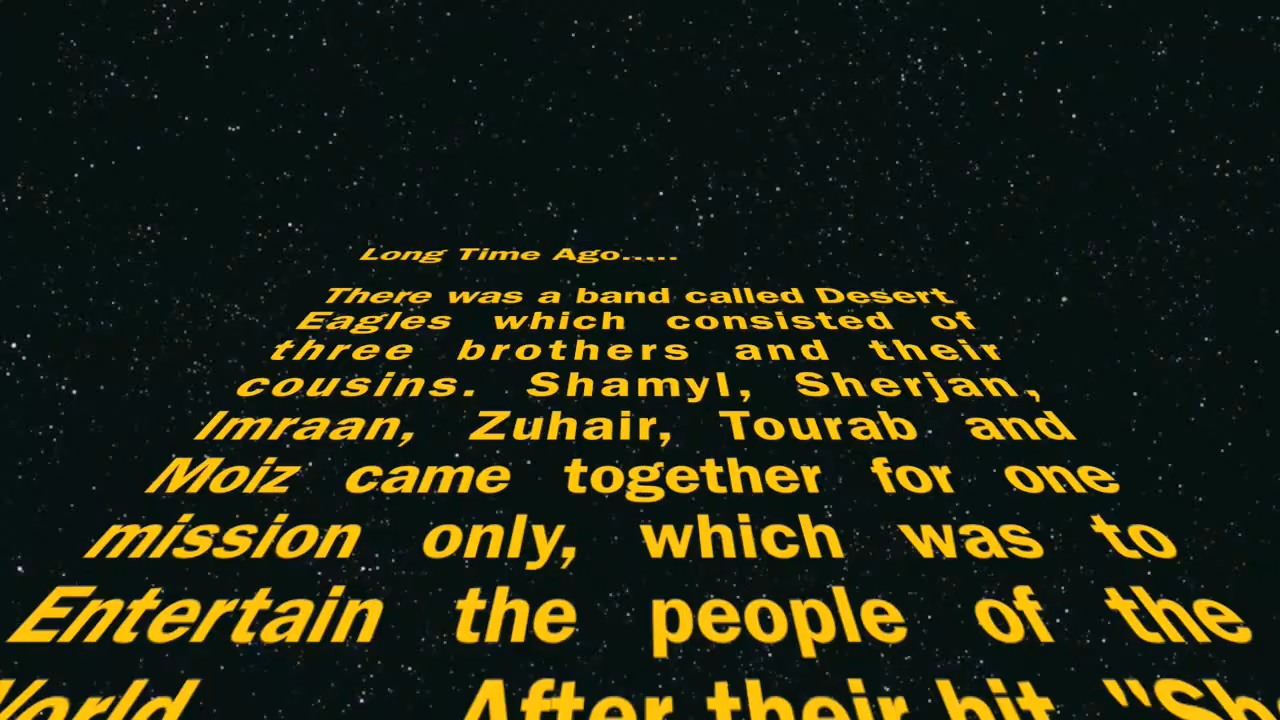 Long Time Ago.....
There was a band called Desert
Eagles which consisted of
three brothers and their
cousins. Shamyl, Sherjan,
Imraan, Zuhair, Tourab and
Moiz came together for one
mission only, which was to
Entertain the people of the
World After their hit "Sh